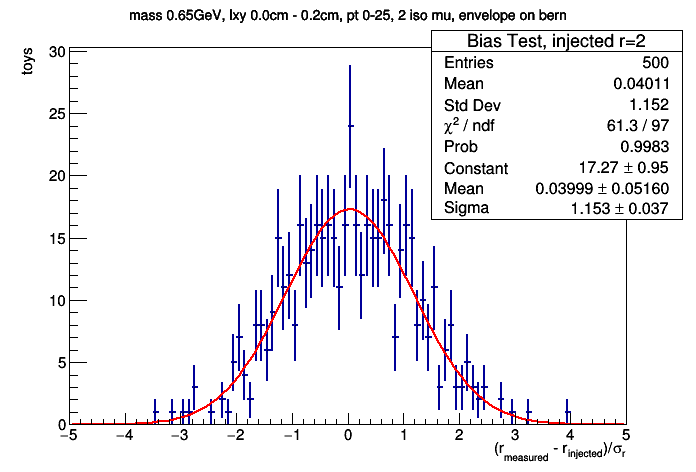 mass 0.65GeV, lxy 0.0cm - 0.2cm, pt 0-25, 2 iso mu, envelope on bern
toys
Bias Test, injected r=2
Entries 500
Mean 0.04011
Std Dev 1.152
χ² / ndf 61.3 / 97
Prob 0.9983
Constant 17.27 ± 0.95
Mean 0.03999 ± 0.05160
Sigma 1.153 ± 0.037
30
25
20
15
10
5
0
−5 −4 −3 −2 −1 0 1 2 3 4 5
(r_measured - r_injected)/σ_r